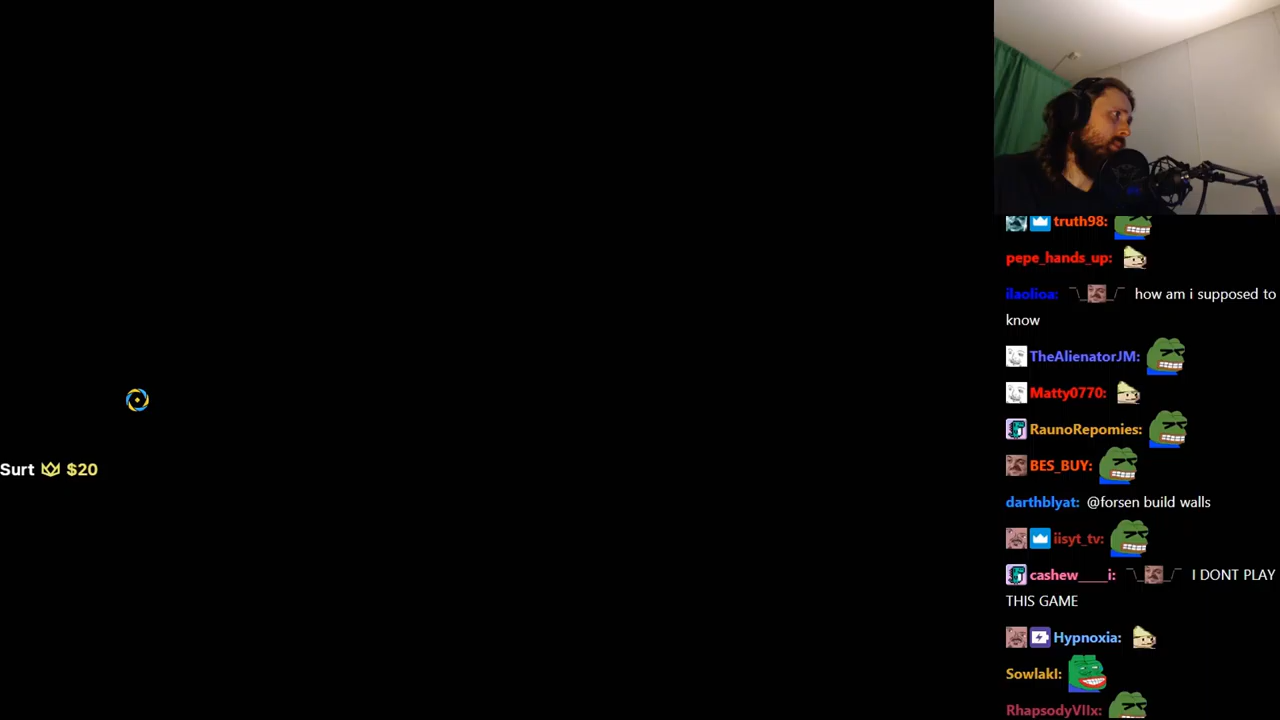 truth98:
pepe_hands_up:
ilaolioa: how am i supposed to
know
TheAlienatorJM:
Matty0770:
RaunoRepomies:
BES_BUY:
Surt $20
darthblyat: @forsen build walls
iisyt_tv:
cashew____i: I DONT PLAY
THIS GAME
Hypnoxia:
Sowlakl:
RhapsodyVIIx: